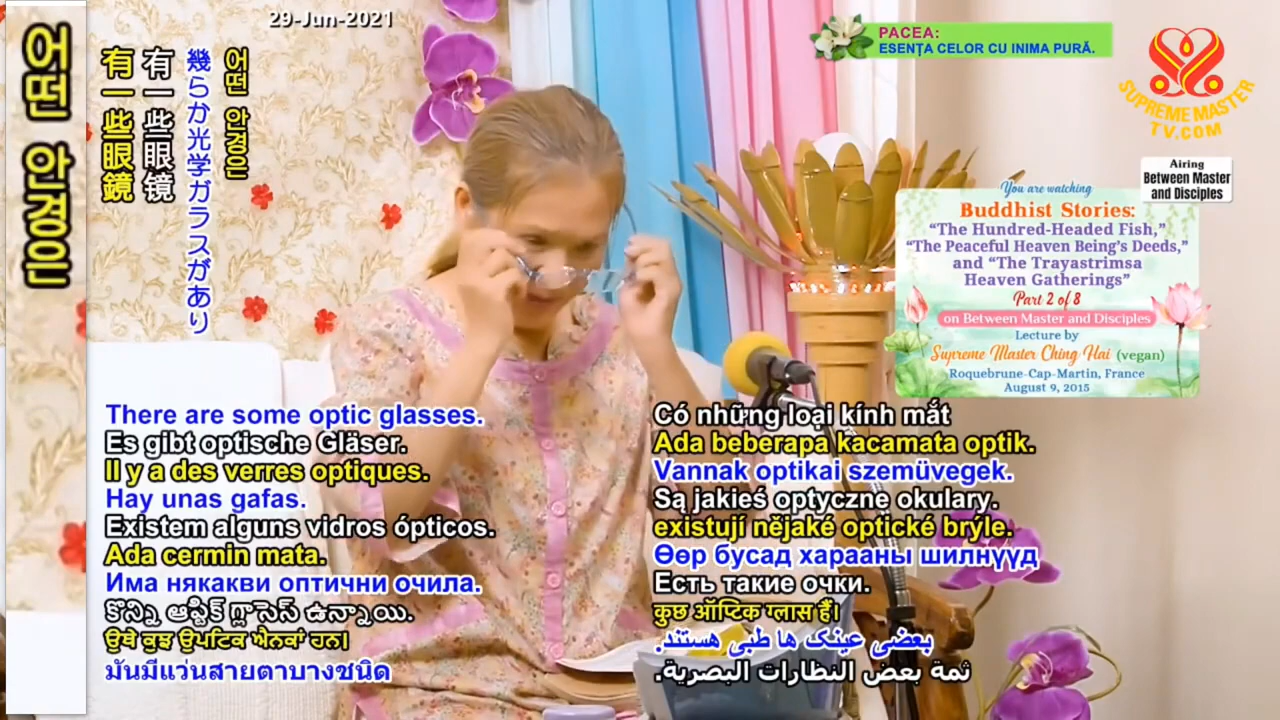 29-Jun-2021
어떤 안경은
어떤 안경은
幾らか光学ガラスがあり
有一些眼镜
有一些眼鏡
PACEA:
ESENȚA CELOR CU INIMA PURĂ.
SUPREME MASTER
TV.COM
Airing
Between Master
and Disciples
You are watching
Buddhist Stories:
“The Hundred-Headed Fish,”
“The Peaceful Heaven Being’s Deeds,”
and “The Trayastrimsa
Heaven Gatherings”
Part 2 of 8
on Between Master and Disciples
Lecture by
Supreme Master Ching Hai (vegan)
Roquebrune-Cap-Martin, France
August 9, 2015
There are some optic glasses.
Es gibt optische Gläser.
Il y a des verres optiques.
Hay unas gafas.
Existem alguns vidros ópticos.
Ada cermin mata.
Има някакви оптични очила.
కొన్ని ఆప్టిక్ గ్లాసెస్ ఉన్నాయి.
ਉਥੇ ਕੁਝ ਉਪਟਿਕ ਐਨਕਾਂ ਹਨ।
มันมีแว่นสายตาบางชนิด
Có những loại kính mắt
Ada beberapa kacamata optik.
Vannak optikai szemüvegek.
Są jakieś optyczne okulary.
existují nějaké optické brýle.
Өөр бусад харааны шилнүүд
Есть такие очки.
कुछ ऑप्टिक ग्लास हैं।
بعضی عینک ها طبی هستند.
ثمة بعض النظارات البصرية.